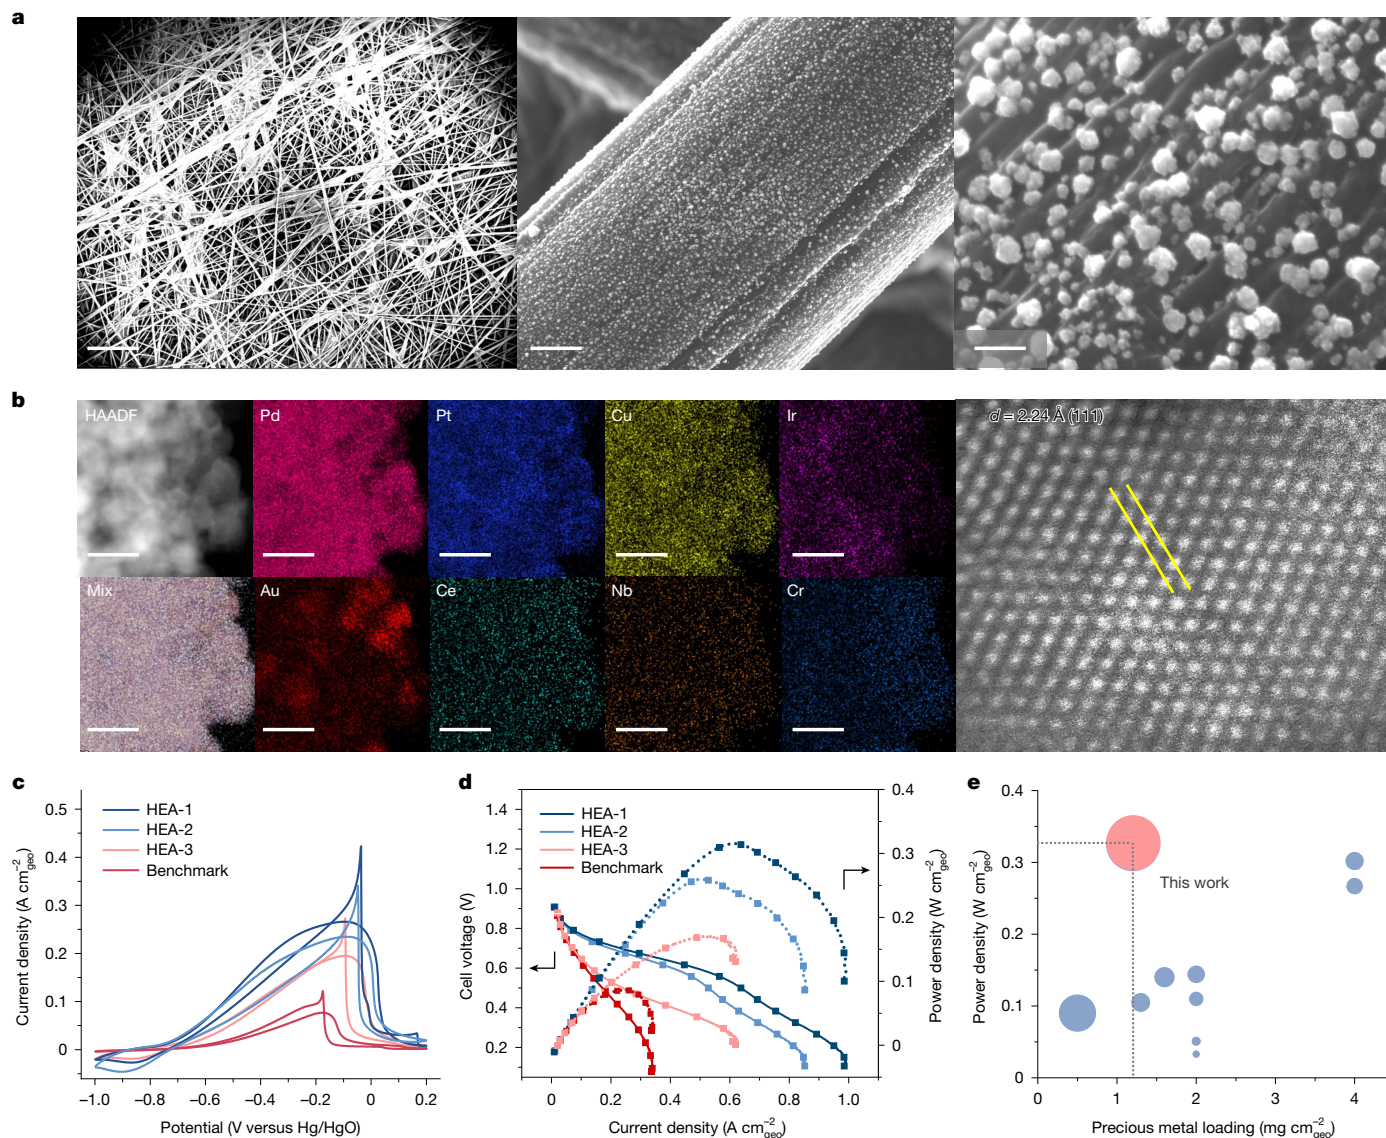 a
b
HAADF
Pd
Pt
Cu
Ir
d = 2.24 Å (111)
Mix
Au
Ce
Nb
Cr
c
HEA-1
HEA-2
HEA-3
Benchmark
0.5
0.4
0.3
0.2
0.1
0
Current density (A cm⁻²geo)
−1.0
−0.8
−0.6
−0.4
−0.2
0
0.2
Potential (V versus Hg/HgO)
d
HEA-1
HEA-2
HEA-3
Benchmark
1.4
1.2
1.0
0.8
0.6
0.4
0.2
Cell voltage (V)
0.4
0.3
0.2
0.1
0
Power density (W cm⁻²geo)
0
0.2
0.4
0.6
0.8
1.0
Current density (A cm⁻²geo)
e
0.4
0.3
0.2
0.1
0
Power density (W cm⁻²geo)
This work
0
1
2
3
4
Precious metal loading (mg cm⁻²geo)